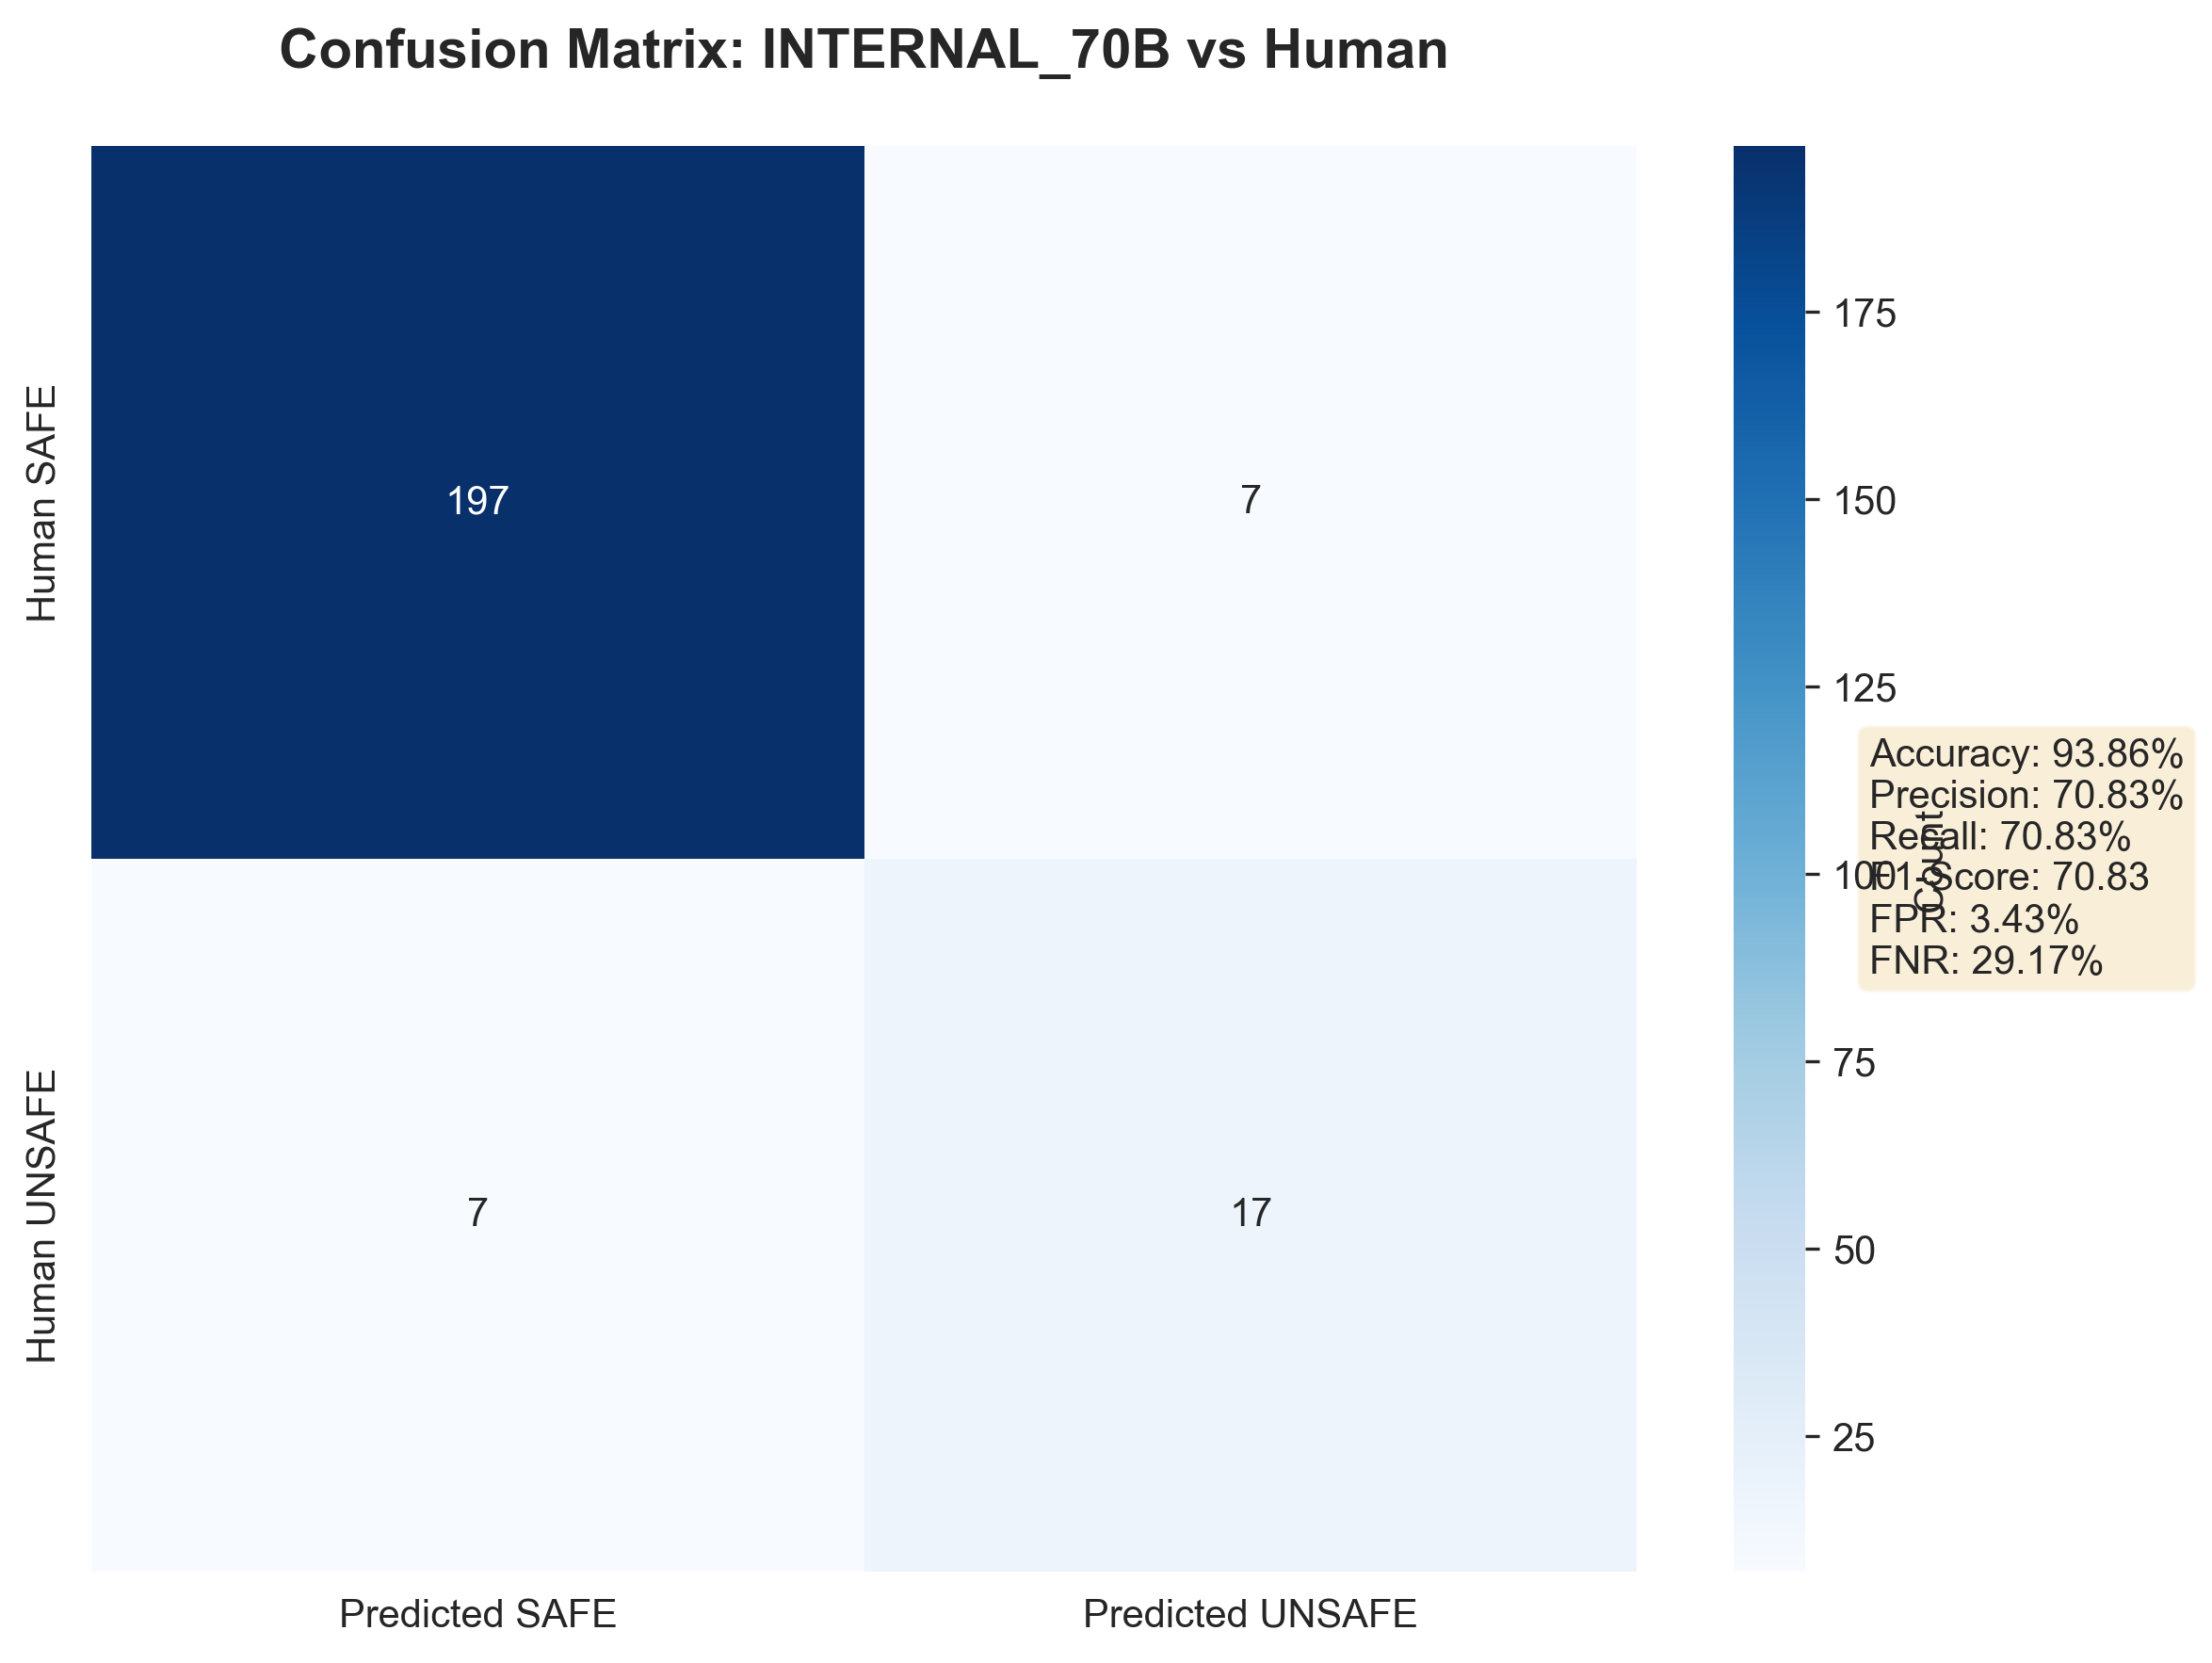 Confusion Matrix: INTERNAL_70B vs Human
Human SAFE
197
7
Human UNSAFE
7
17
Predicted SAFE
Predicted UNSAFE
175
150
125
100
75
50
25
Count
Accuracy: 93.86%
Precision: 70.83%
Recall: 70.83%
F1-Score: 70.83
FPR: 3.43%
FNR: 29.17%